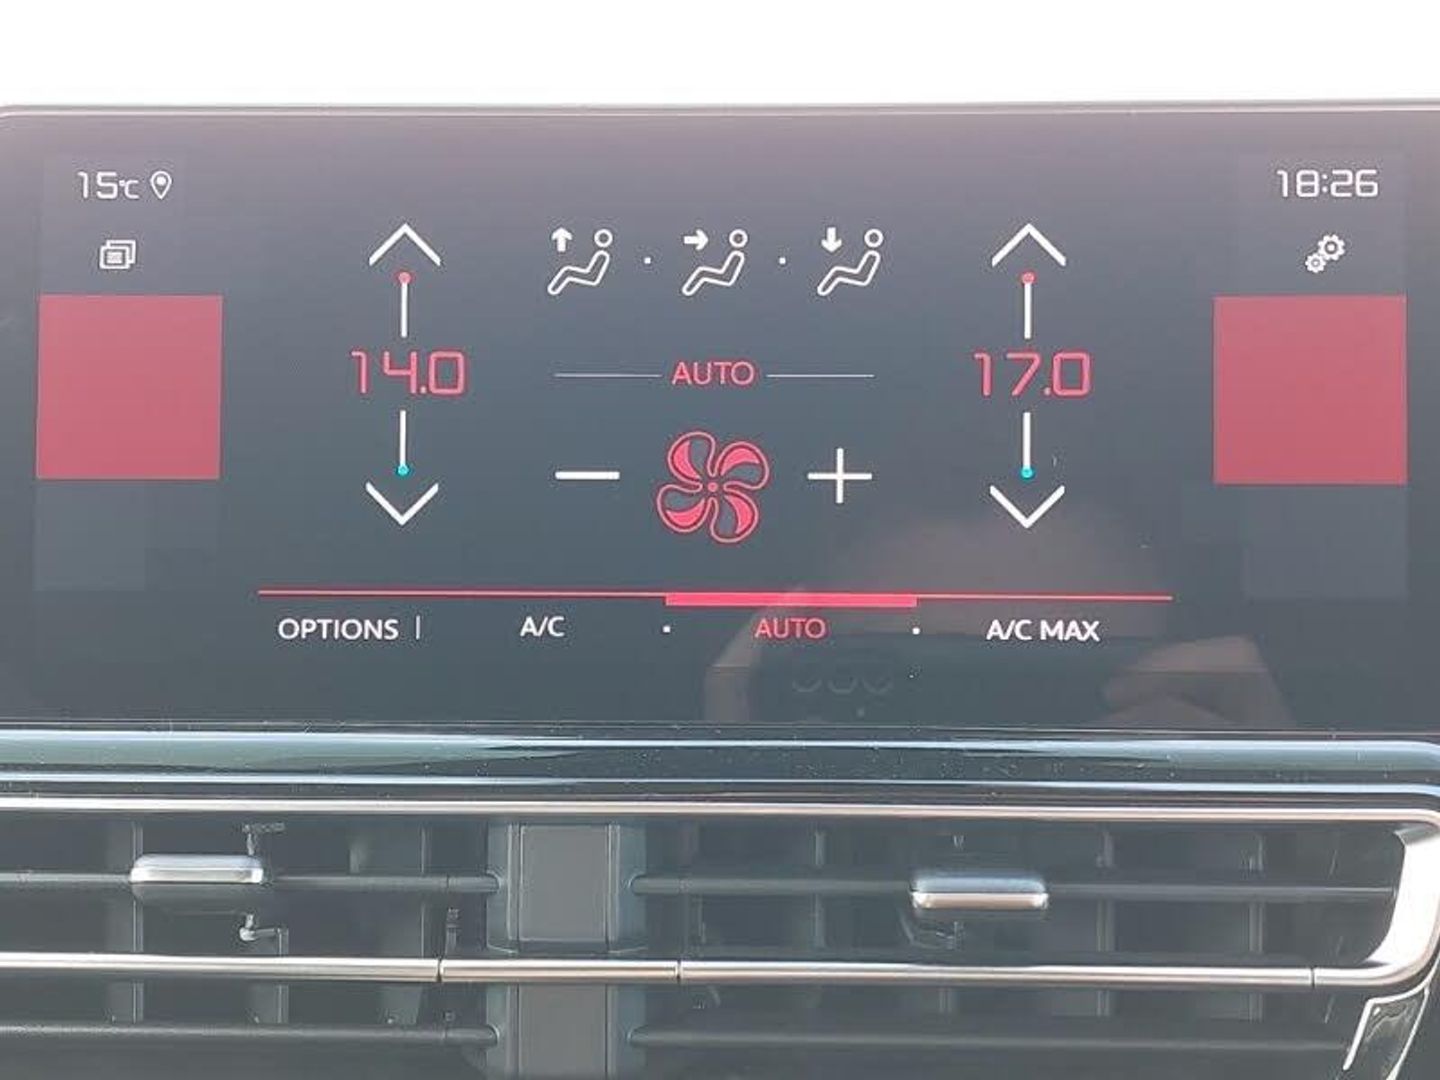 15°C
18:26
14.0
AUTO
17.0
OPTIONS
A/C
AUTO
A/C MAX